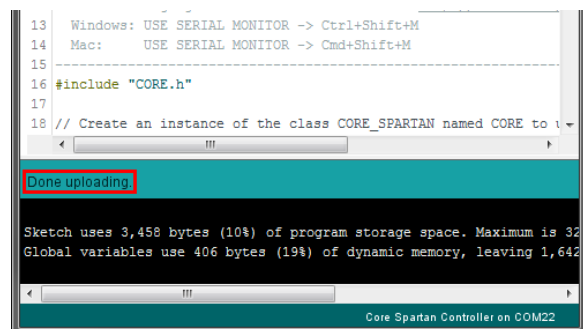 13 Windows: USE SERIAL MONITOR -> Ctrl+Shift+M
14 Mac: USE SERIAL MONITOR -> Cmd+Shift+M
15 ----------------------------------------------------------------
16 #include "CORE.h"
17
18 // Create an instance of the class CORE_SPARTAN named CORE to
Done uploading.
Sketch uses 3,458 bytes (10%) of program storage space. Maximum is 32
Global variables use 406 bytes (19%) of dynamic memory, leaving 1,642
Core Spartan Controller on COM22